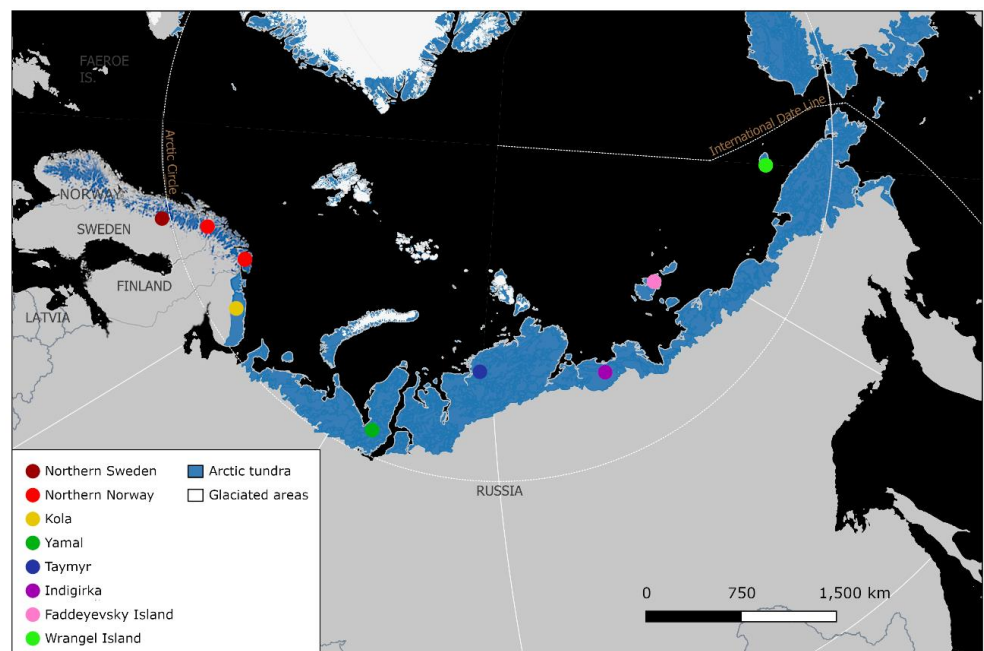 FAEROE
IS.
International Date Line
Arctic Circle
NORWAY
SWEDEN
FINLAND
LATVIA
RUSSIA
Northern Sweden
Northern Norway
Kola
Yamal
Taymyr
Indigirka
Faddeyevsky Island
Wrangel Island
Arctic tundra
Glaciated areas
0 750 1,500 km